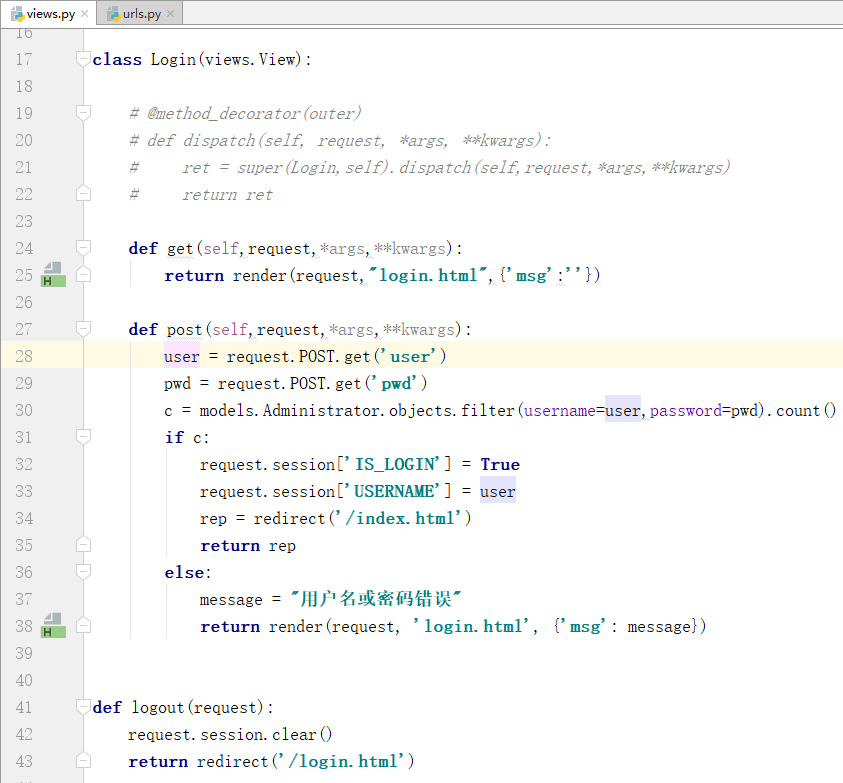 views.py urls.py
16
17 class Login(views.View):
18
19 # @method_decorator(outer)
20 # def dispatch(self, request, *args, **kwargs):
21 #     ret = super(Login,self).dispatch(self,request,*args,**kwargs)
22 #     return ret
23
24 def get(self,request,*args,**kwargs):
25 return render(request,"login.html",{'msg':''})
26
27 def post(self,request,*args,**kwargs):
28 user = request.POST.get('user')
29 pwd = request.POST.get('pwd')
30 c = models.Administrator.objects.filter(username=user,password=pwd).count()
31 if c:
32 request.session['IS_LOGIN'] = True
33 request.session['USERNAME'] = user
34 rep = redirect('/index.html')
35 return rep
36 else:
37 message = "用户名或密码错误"
38 return render(request, 'login.html', {'msg': message})
39
40
41 def logout(request):
42 request.session.clear()
43 return redirect('/login.html')